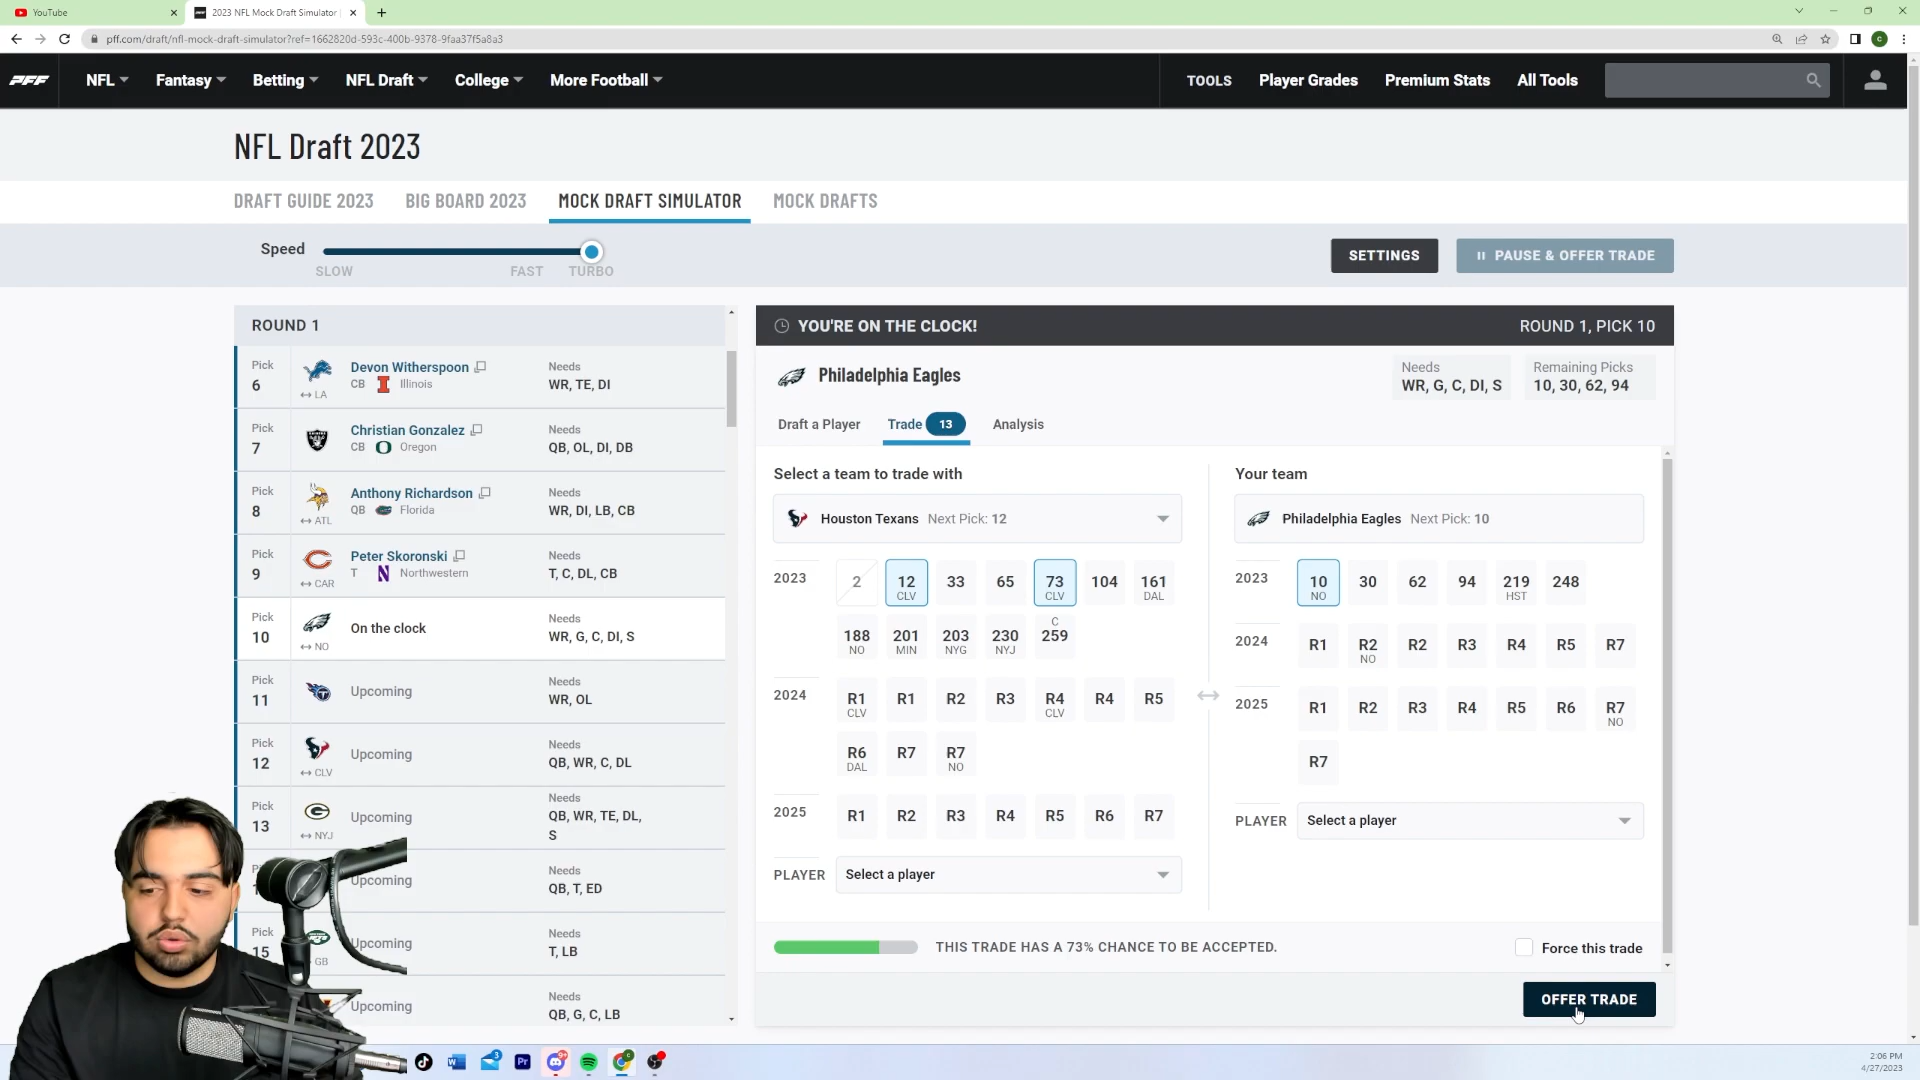 YouTube
2023 NFL Mock Draft Simulator
pff.com/draft/nfl-mock-draft-simulator?ref=1662820d-593c-400b-9378-9faa37f5a8a3
PFF NFL Fantasy Betting NFL Draft College More Football TOOLS Player Grades Premium Stats All Tools
NFL Draft 2023
DRAFT GUIDE 2023 BIG BOARD 2023 MOCK DRAFT SIMULATOR MOCK DRAFTS
Speed
SLOW FAST TURBO
SETTINGS PAUSE & OFFER TRADE
ROUND 1
Pick 6 Devon Witherspoon Needs
CB Illinois WR, TE, DI
LA
Pick 7 Christian Gonzalez Needs
CB Oregon QB, OL, DI, DB
Pick 8 Anthony Richardson Needs
QB Florida WR, DI, LB, CB
ATL
Pick 9 Peter Skoronski Needs
T Northwestern T, C, DL, CB
CAR
Pick 10 On the clock Needs
WR, G, C, DI, S
NO
Pick 11 Upcoming Needs
WR, OL
Pick 12 Upcoming Needs
QB, WR, C, DL
CLV
Pick 13 Upcoming Needs
QB, WR, TE, DL,
S
NYJ
Upcoming Needs
QB, T, ED
Pick 15 Upcoming Needs
T, LB
GB
Upcoming Needs
QB, G, C, LB
YOU'RE ON THE CLOCK! ROUND 1, PICK 10
Philadelphia Eagles
Needs
WR, G, C, DI, S
Remaining Picks
10, 30, 62, 94
Draft a Player Trade 13 Analysis
Select a team to trade with
Houston Texans Next Pick: 12
2023 2 12 33 65 73 104 161
CLV CLV DAL
188 201 203 230 C 259
NO MIN NYG NYJ
2024 R1 R1 R2 R3 R4 R4 R5
CLV CLV
R6 R7 R7
DAL NO
2025 R1 R2 R3 R4 R5 R6 R7
PLAYER Select a player
Your team
Philadelphia Eagles Next Pick: 10
2023 10 30 62 94 219 248
NO HST
2024 R1 R2 R2 R3 R4 R5 R7
NO
2025 R1 R2 R3 R4 R5 R6 R7
NO
R7
PLAYER Select a player
THIS TRADE HAS A 73% CHANCE TO BE ACCEPTED.
Force this trade
OFFER TRADE
2:06 PM
4/27/2023